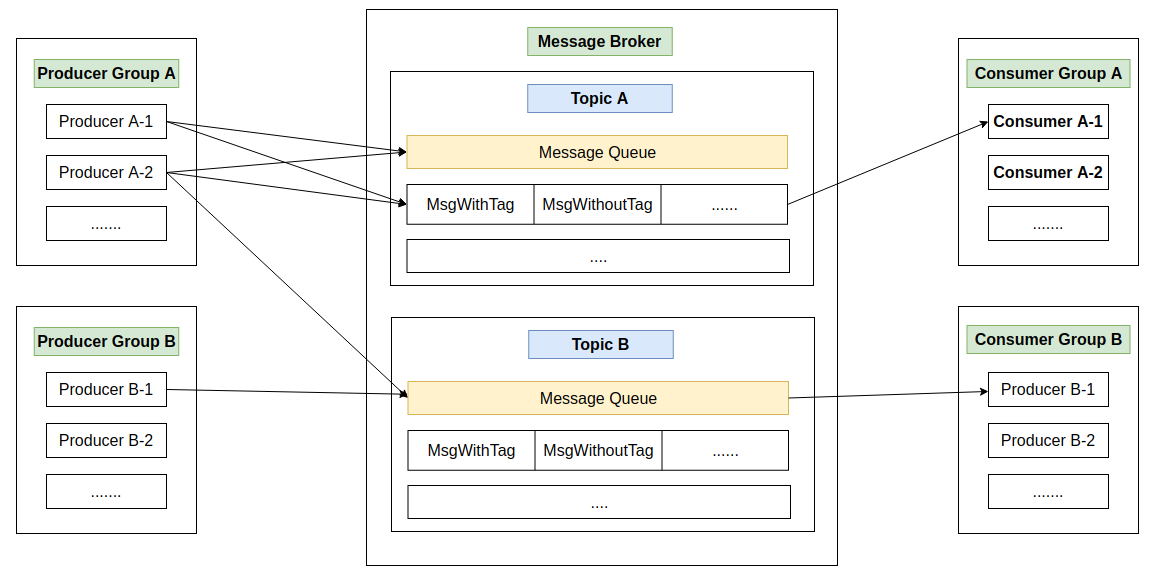 Message Broker
Producer Group A
Producer A-1
Producer A-2
.......
Producer Group B
Producer B-1
Producer B-2
.......
Topic A
Message Queue
MsgWithTag MsgWithoutTag ......
....
Topic B
Message Queue
MsgWithTag MsgWithoutTag ......
....
Consumer Group A
Consumer A-1
Consumer A-2
.......
Consumer Group B
Producer B-1
Producer B-2
.......